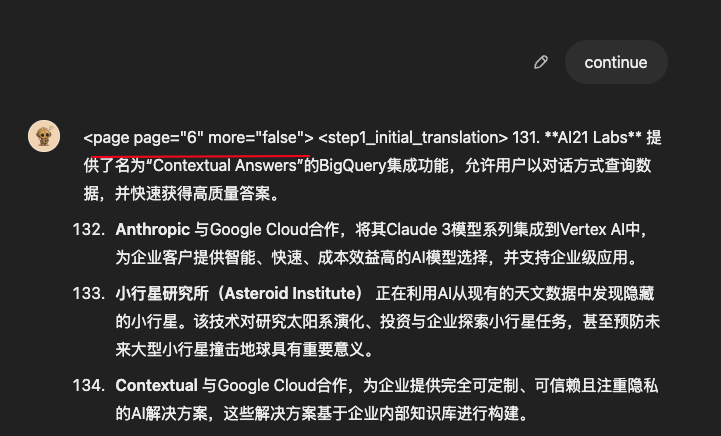 continue
<page page="6" more="false"> <step1_initial_translation> 131. **AI21 Labs** 提
供了名为“Contextual Answers”的BigQuery集成功能，允许用户以对话方式查询数
据，并快速获得高质量答案。
132. Anthropic 与Google Cloud合作，将其Claude 3模型系列集成到Vertex AI中，
为企业客户提供智能、快速、成本效益高的AI模型选择，并支持企业级应用。
133. 小行星研究所（Asteroid Institute） 正在利用AI从现有的天文数据中发现隐藏
的小行星。该技术对研究太阳系演化、投资与企业探索小行星任务，甚至预防未
来大型小行星撞击地球具有重要意义。
134. Contextual 与Google Cloud合作，为企业提供完全可定制、可信赖且注重隐私
的AI解决方案，这些解决方案基于企业内部知识库进行构建。